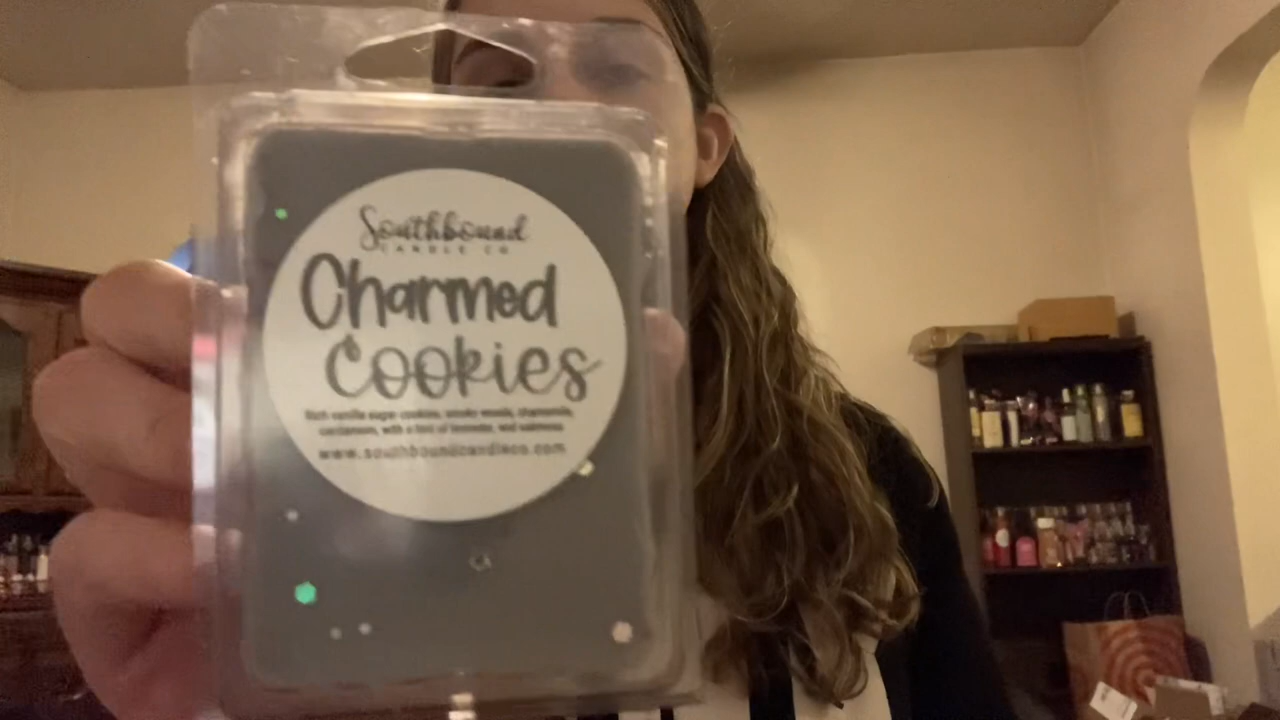 Southbound
CANDLE CO
Charmed
Cookies
Rich vanilla sugar cookies, smoky woods, chamomile,
cardamom, with a hint of lavender, and oakmoss
www.southboundcandleco.com